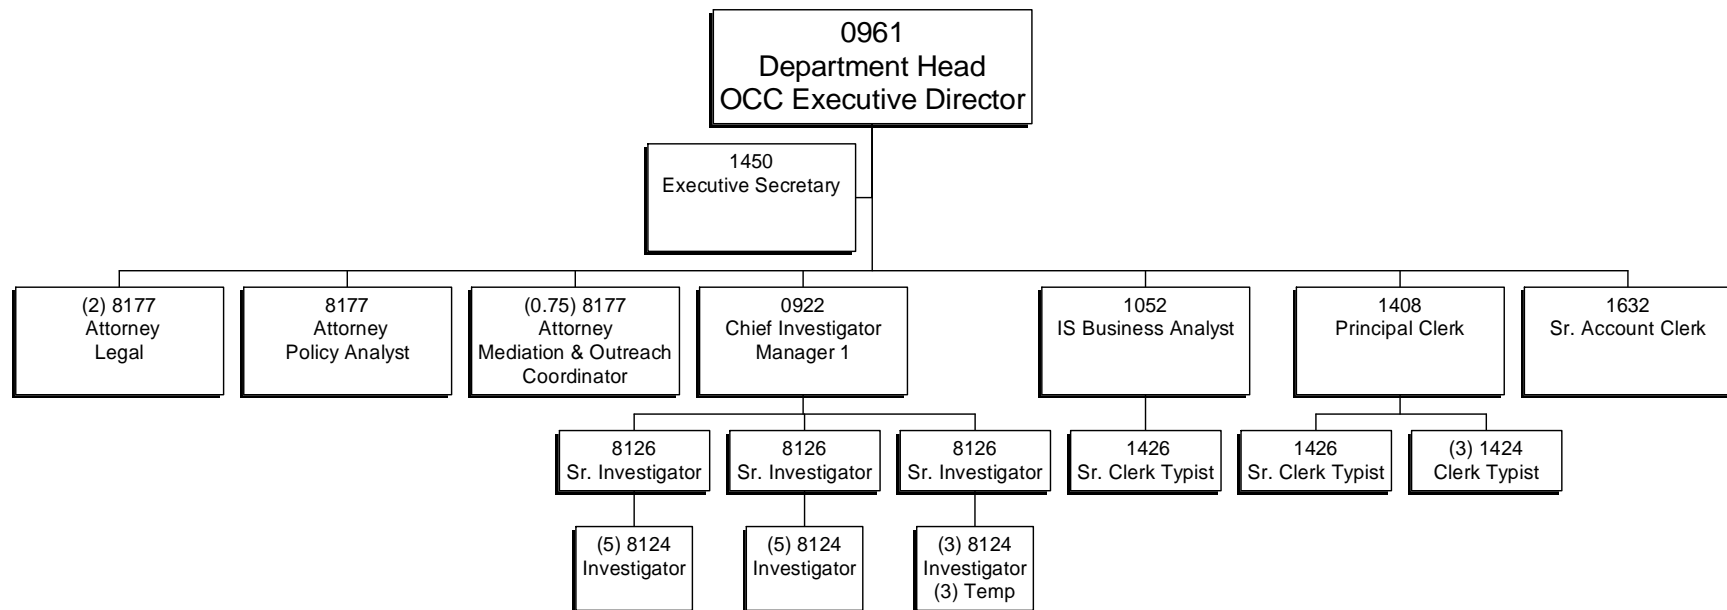 0961
Department Head
OCC Executive Director
1450
Executive Secretary
(2) 8177
Attorney
Legal
8177
Attorney
Policy Analyst
(0.75) 8177
Attorney
Mediation & Outreach
Coordinator
0922
Chief Investigator
Manager 1
1052
IS Business Analyst
1408
Principal Clerk
1632
Sr. Account Clerk
8126
Sr. Investigator
8126
Sr. Investigator
8126
Sr. Investigator
1426
Sr. Clerk Typist
1426
Sr. Clerk Typist
(3) 1424
Clerk Typist
(5) 8124
Investigator
(5) 8124
Investigator
(3) 8124
Investigator
(3) Temp